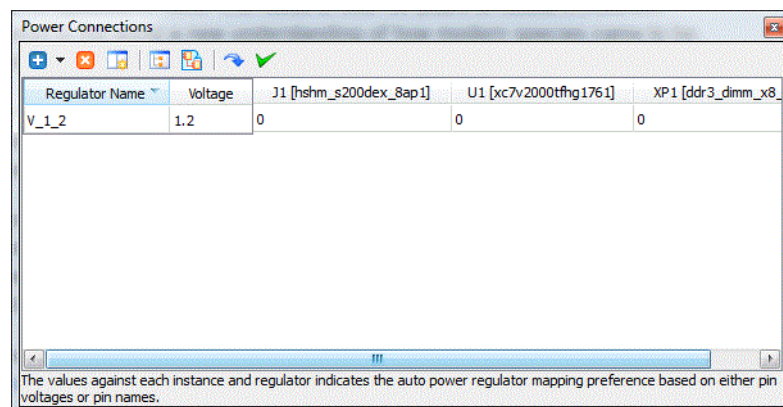 Power Connections
Regulator Name Voltage J1 [hshm_s200dex_8ap1] U1 [xc7v2000tfhg1761] XP1 [ddr3_dimm_x8_
V_1_2 1.2 0 0 0
The values against each instance and regulator indicates the auto power regulator mapping preference based on either pin
voltages or pin names.